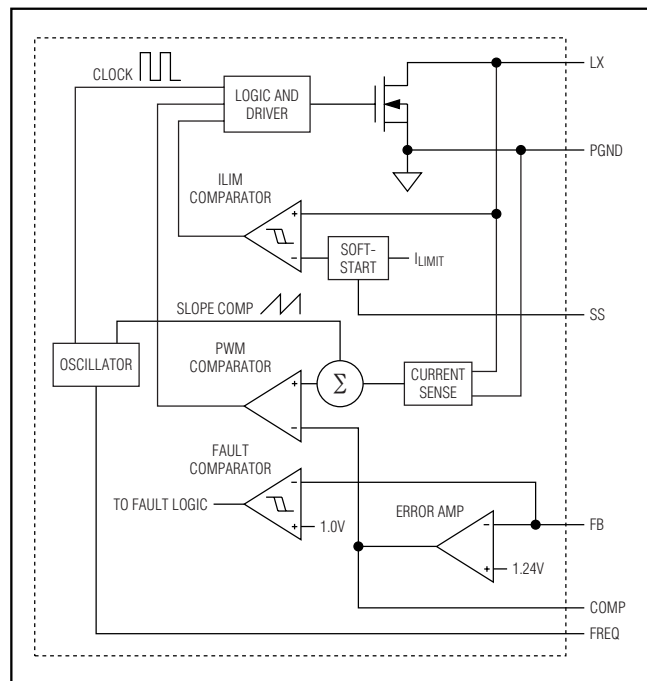 CLOCK
LOGIC AND
DRIVER
LX
PGND
ILIM
COMPARATOR
+
−
SOFT-
START
ILIMIT
SS
SLOPE COMP
OSCILLATOR
PWM
COMPARATOR
+
−
Σ
CURRENT
SENSE
FAULT
COMPARATOR
−
+
TO FAULT LOGIC
1.0V
ERROR AMP
−
+
1.24V
FB
COMP
FREQ